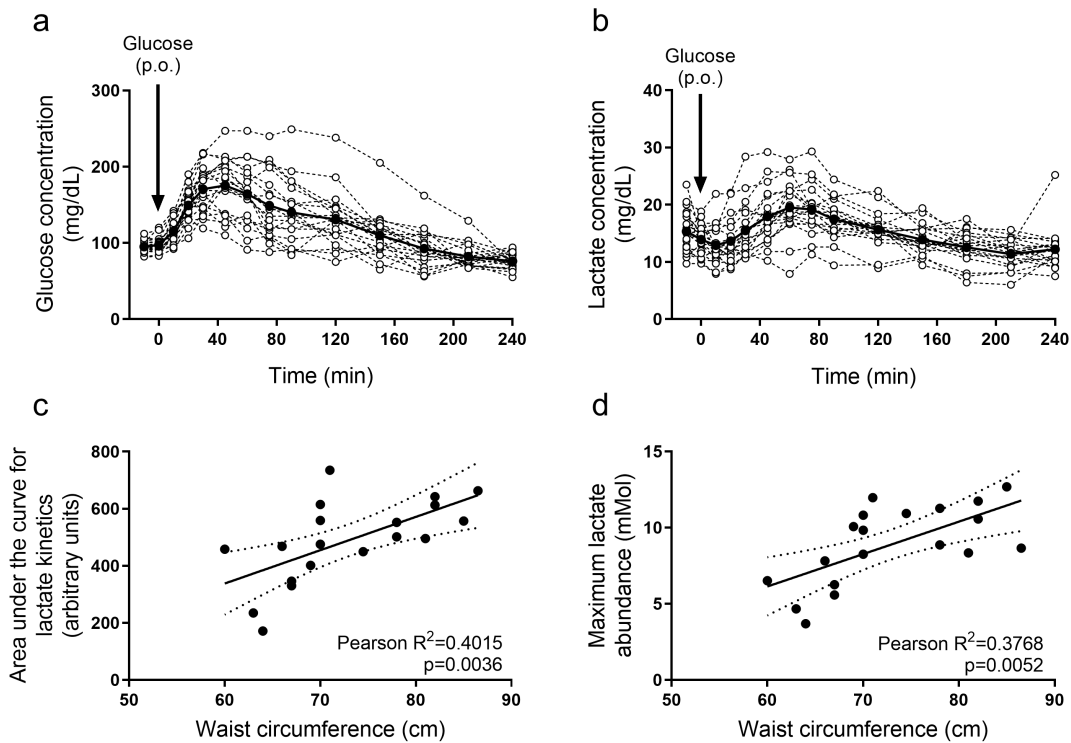 a
Glucose
(p.o.)
Glucose concentration
(mg/dL)
300
200
100
0
0 40 80 120 160 200 240
Time (min)
b
Glucose
(p.o.)
Lactate concentration
(mg/dL)
40
30
20
10
0
0 40 80 120 160 200 240
Time (min)
c
Area under the curve for
lactate kinetics
(arbitrary units)
800
600
400
200
0
Pearson R²=0.4015
p=0.0036
50 60 70 80 90
Waist circumference (cm)
d
Maximum lactate
abundance (mMol)
15
10
5
0
Pearson R²=0.3768
p=0.0052
50 60 70 80 90
Waist circumference (cm)